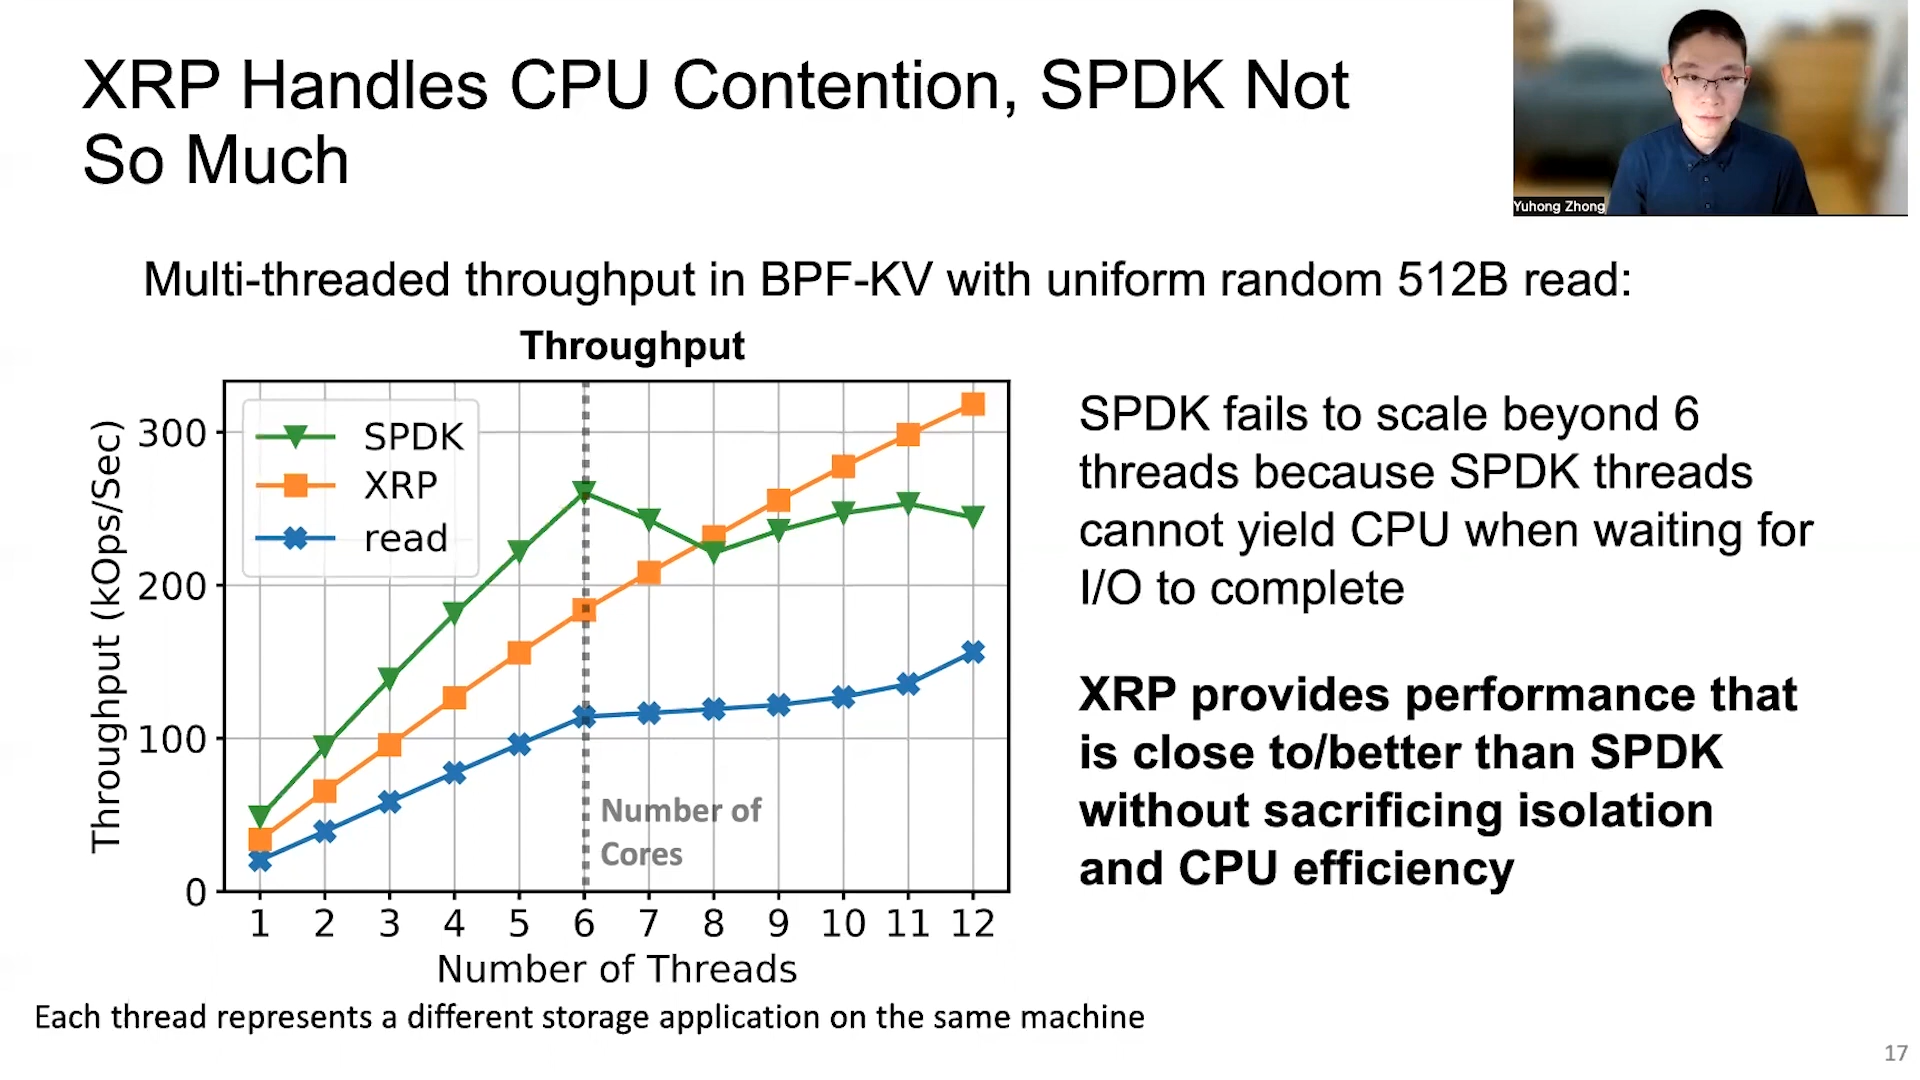 XRP Handles CPU Contention, SPDK Not
So Much
Yuhong Zhong
Multi-threaded throughput in BPF-KV with uniform random 512B read:
Throughput
Throughput (kOps/Sec)
300
200
100
0
SPDK
XRP
read
Number of
Cores
1 2 3 4 5 6 7 8 9 10 11 12
Number of Threads
SPDK fails to scale beyond 6
threads because SPDK threads
cannot yield CPU when waiting for
I/O to complete
XRP provides performance that
is close to/better than SPDK
without sacrificing isolation
and CPU efficiency
Each thread represents a different storage application on the same machine
17